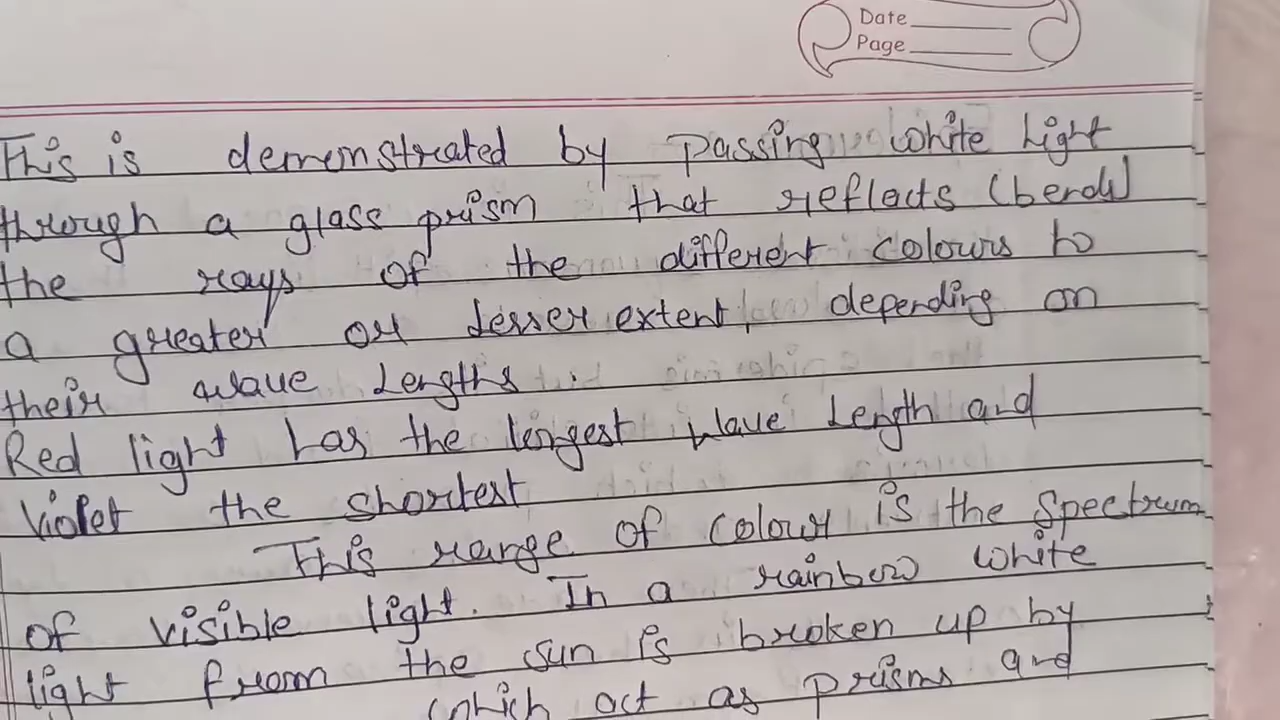 Date
Page
This is demonstrated by passing white light
through a glass prism that reflects (bends)
the rays of the different colours to
a greater or lesser extent, depending on
their wave lengths.
Red light has the longest wave length and
violet the shortest
This range of colour is the spectrum
of visible light. In a rainbow white
light from the sun is broken up by
which act as prisms and